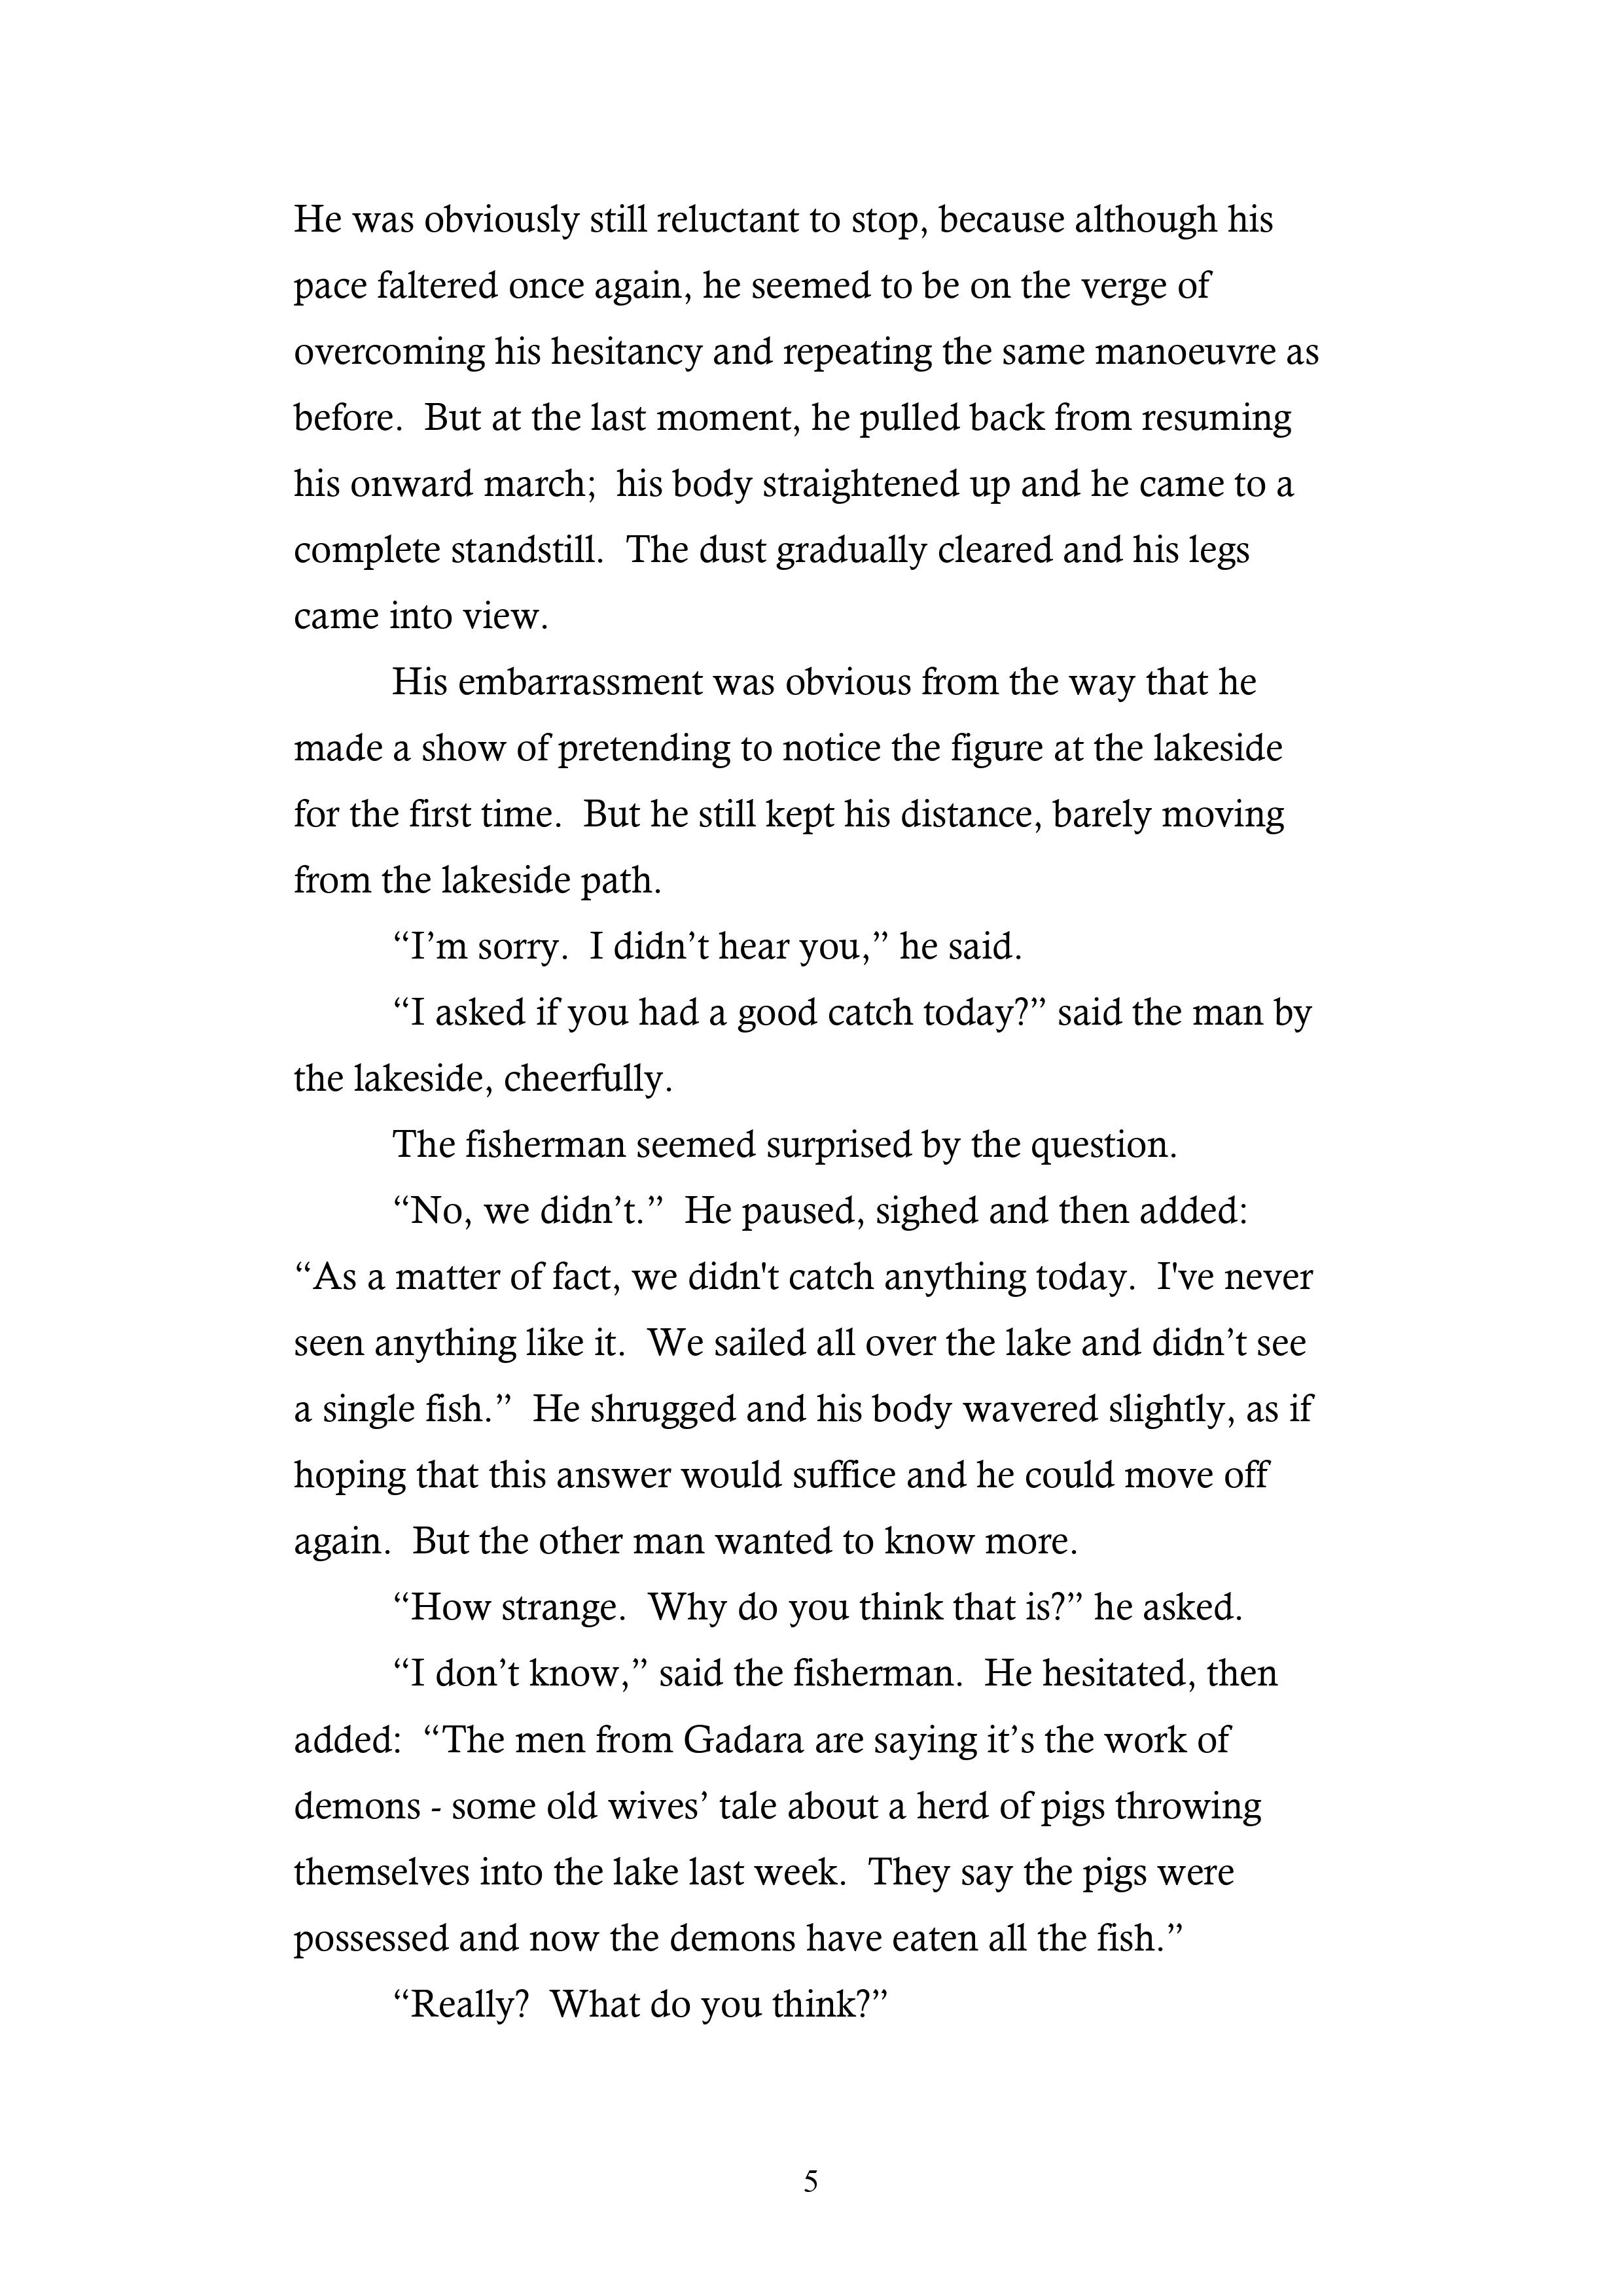 He was obviously still reluctant to stop, because although his
pace faltered once again, he seemed to be on the verge of
overcoming his hesitancy and repeating the same manoeuvre as
before.  But at the last moment, he pulled back from resuming
his onward march;  his body straightened up and he came to a
complete standstill.  The dust gradually cleared and his legs
came into view.
His embarrassment was obvious from the way that he
made a show of pretending to notice the figure at the lakeside
for the first time.  But he still kept his distance, barely moving
from the lakeside path.
“I’m sorry.  I didn’t hear you,” he said.
“I asked if you had a good catch today?” said the man by
the lakeside, cheerfully.
The fisherman seemed surprised by the question.
“No, we didn’t.”  He paused, sighed and then added:
“As a matter of fact, we didn't catch anything today.  I've never
seen anything like it.  We sailed all over the lake and didn’t see
a single fish.”  He shrugged and his body wavered slightly, as if
hoping that this answer would suffice and he could move off
again.  But the other man wanted to know more.
“How strange.  Why do you think that is?” he asked.
“I don’t know,” said the fisherman.  He hesitated, then
added:  “The men from Gadara are saying it’s the work of
demons - some old wives’ tale about a herd of pigs throwing
themselves into the lake last week.  They say the pigs were
possessed and now the demons have eaten all the fish.”
“Really?  What do you think?”
5